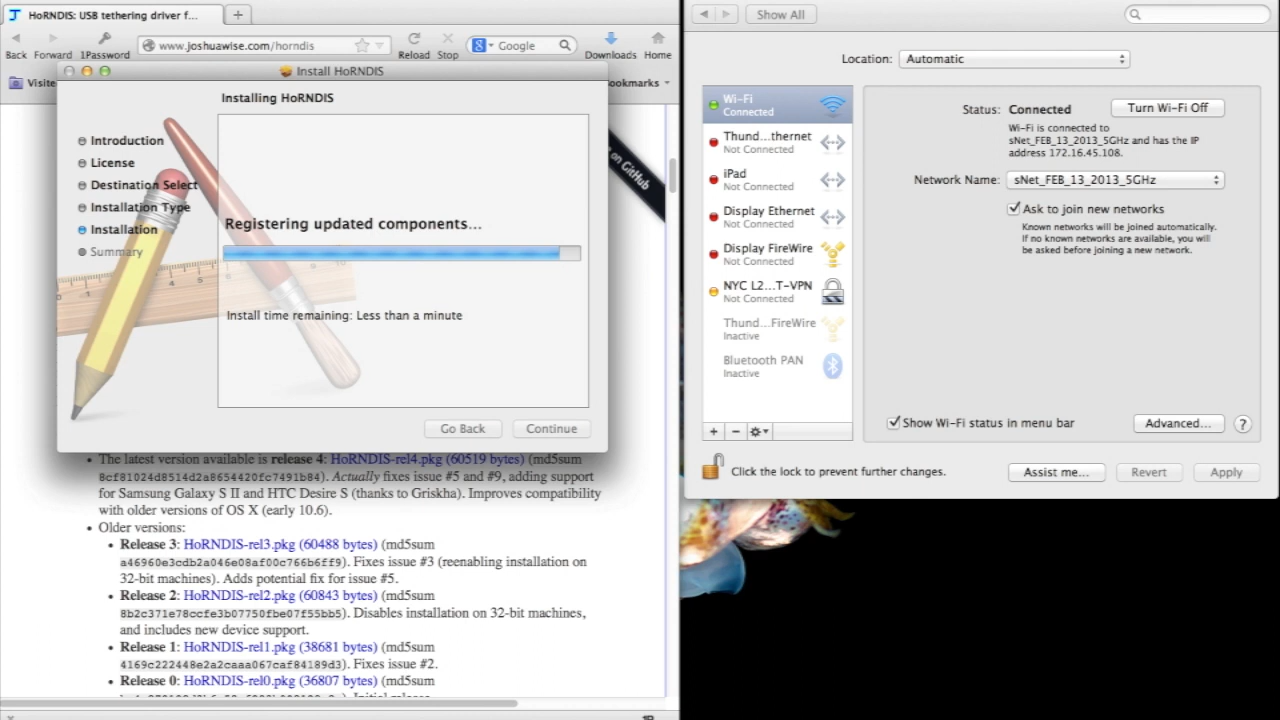 HoRNDIS: USB tethering driver f...
Back
Forward
1Password
www.joshuawise.com/horndis
Reload
Stop
Google
Downloads
Home
Visite
ookmarks
Install HoRNDIS
Installing HoRNDIS
Introduction
License
Destination Select
Installation Type
Installation
Summary
Registering updated components...
Install time remaining: Less than a minute
Go Back
Continue
on GitHub
The latest version available is release 4: HoRNDIS-rel4.pkg (60519 bytes) (md5sum
8cf81024d8514d2a8654420fc7491b84). Actually fixes issue #5 and #9, adding support
for Samsung Galaxy S II and HTC Desire S (thanks to Griskha). Improves compatibility
with older versions of OS X (early 10.6).
Older versions:
Release 3: HoRNDIS-rel3.pkg (60488 bytes) (md5sum
a46960e3cdb2a046e08af00c766b6ff9). Fixes issue #3 (reenabling installation on
32-bit machines). Adds potential fix for issue #5.
Release 2: HoRNDIS-rel2.pkg (60843 bytes) (md5sum
8b2c371e78ccfe3b07750fbe07f55bb5). Disables installation on 32-bit machines,
and includes new device support.
Release 1: HoRNDIS-rel1.pkg (38681 bytes) (md5sum
4169c222448e2a2caaa067caf84189d3). Fixes issue #2.
Release 0: HoRNDIS-rel0.pkg (36807 bytes) (md5sum
Initial release
Show All
Location: Automatic
Wi-Fi
Connected
Thund...thernet
Not Connected
iPad
Not Connected
Display Ethernet
Not Connected
Display FireWire
Not Connected
NYC L2...T-VPN
Not Connected
Thund...FireWire
Inactive
Bluetooth PAN
Inactive
Status: Connected
Turn Wi-Fi Off
Wi-Fi is connected to
sNet_FEB_13_2013_5GHz and has the IP
address 172.16.45.108.
Network Name: sNet_FEB_13_2013_5GHz
Ask to join new networks
Known networks will be joined automatically.
If no known networks are available, you will
be asked before joining a new network.
Show Wi-Fi status in menu bar
Advanced...
?
Click the lock to prevent further changes.
Assist me...
Revert
Apply